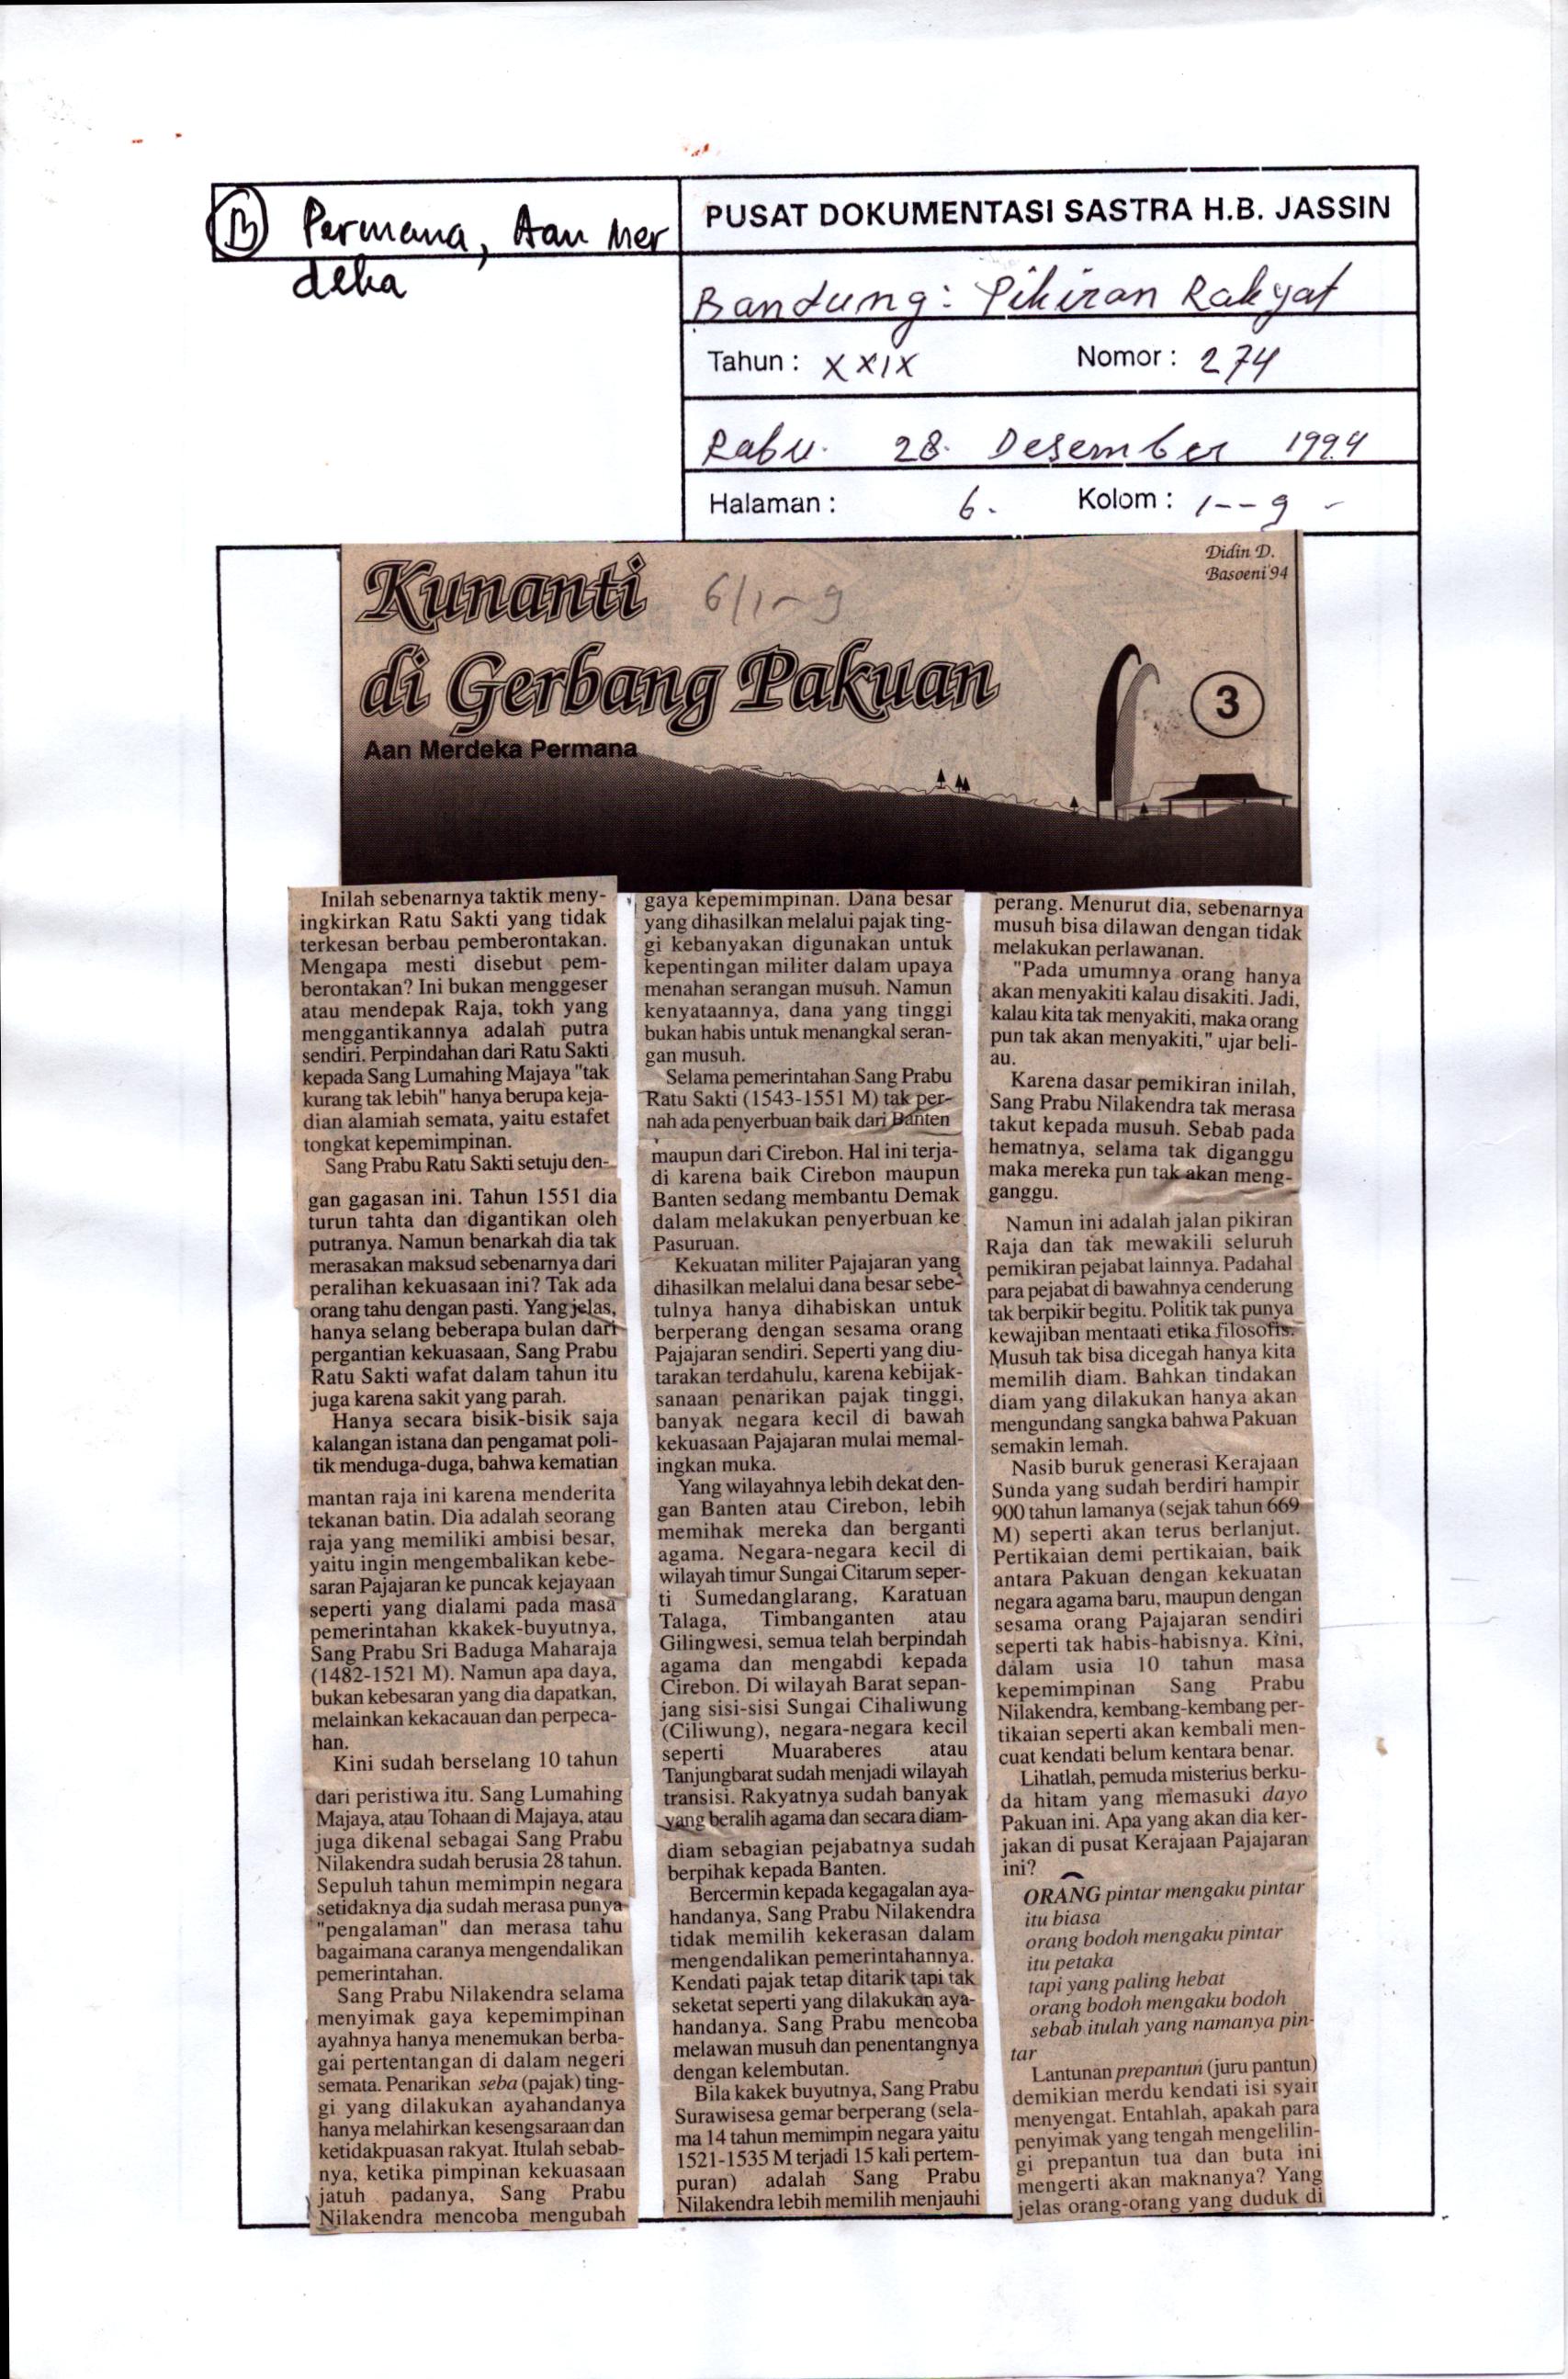 B Permana, Aan Mer
deka
PUSAT DOKUMENTASI SASTRA H.B. JASSIN
Bandung: Pikiran Rakyat
Tahun : XXIX Nomor : 274
Rabu. 28. Desember 1994
Halaman : 6. Kolom : 1--9 -
Didin D.
Basoeni'94
Kunanti
6/1-9
di Gerbang Pakuan
3
Aan Merdeka Permana
Inilah sebenarnya taktik meny-
ingkirkan Ratu Sakti yang tidak
terkesan berbau pemberontakan.
Mengapa mesti disebut pem-
berontakan? Ini bukan menggeser
atau mendepak Raja, tokh yang
menggantikannya adalah putra
sendiri. Perpindahan dari Ratu Sakti
kepada Sang Lumahing Majaya "tak
kurang tak lebih" hanya berupa keja-
dian alamiah semata, yaitu estafet
tongkat kepemimpinan.
Sang Prabu Ratu Sakti setuju den-
gan gagasan ini. Tahun 1551 dia
turun tahta dan digantikan oleh
putranya. Namun benarkah dia tak
merasakan maksud sebenarnya dari
peralihan kekuasaan ini? Tak ada
orang tahu dengan pasti. Yang jelas,
hanya selang beberapa bulan dari
pergantian kekuasaan, Sang Prabu
Ratu Sakti wafat dalam tahun itu
juga karena sakit yang parah.
Hanya secara bisik-bisik saja
kalangan istana dan pengamat poli-
tik menduga-duga, bahwa kematian
mantan raja ini karena menderita
tekanan batin. Dia adalah seorang
raja yang memiliki ambisi besar,
yaitu ingin mengembalikan kebe-
saran Pajajaran ke puncak kejayaan
seperti yang dialami pada masa
pemerintahan kkakek-buyutnya,
Sang Prabu Sri Baduga Maharaja
(1482-1521 M). Namun apa daya,
bukan kebesaran yang dia dapatkan,
melainkan kekacauan dan perpeca-
han.
Kini sudah berselang 10 tahun
dari peristiwa itu. Sang Lumahing
Majaya, atau Tohaan di Majaya, atau
juga dikenal sebagai Sang Prabu
Nilakendra sudah berusia 28 tahun.
Sepuluh tahun memimpin negara
setidaknya dia sudah merasa punya
"pengalaman" dan merasa tahu
bagaimana caranya mengendalikan
pemerintahan.
Sang Prabu Nilakendra selama
menyimak gaya kepemimpinan
ayahnya hanya menemukan berba-
gai pertentangan di dalam negeri
semata. Penarikan seba (pajak) ting-
gi yang dilakukan ayahandanya
hanya melahirkan kesengsaraan dan
ketidakpuasan rakyat. Itulah sebab-
nya, ketika pimpinan kekuasaan
jatuh padanya, Sang Prabu
Nilakendra mencoba mengubah
gaya kepemimpinan. Dana besar
yang dihasilkan melalui pajak ting-
gi kebanyakan digunakan untuk
kepentingan militer dalam upaya
menahan serangan musuh. Namun
kenyataannya, dana yang tinggi
bukan habis untuk menangkal seran-
gan musuh.
Selama pemerintahan Sang Prabu
Ratu Sakti (1543-1551 M) tak per-
nah ada penyerbuan baik dari Banten
maupun dari Cirebon. Hal ini terja-
di karena baik Cirebon maupun
Banten sedang membantu Demak
dalam melakukan penyerbuan ke
Pasuruan.
Kekuatan militer Pajajaran yang
dihasilkan melalui dana besar sebe-
tulnya hanya dihabiskan untuk
berperang dengan sesama orang
Pajajaran sendiri. Seperti yang diu-
tarakan terdahulu, karena kebijak-
sanaan penarikan pajak tinggi,
banyak negara kecil di bawah
kekuasaan Pajajaran mulai memal-
ingkan muka.
Yang wilayahnya lebih dekat den-
gan Banten atau Cirebon, lebih
memihak mereka dan berganti
agama. Negara-negara kecil di
wilayah timur Sungai Citarum seper-
ti Sumedanglarang, Karatuan
Talaga, Timbanganten atau
Gilingwesi, semua telah berpindah
agama dan mengabdi kepada
Cirebon. Di wilayah Barat sepan-
jang sisi-sisi Sungai Cihaliwung
(Ciliwung), negara-negara kecil
seperti Muaraberes atau
Tanjungbarat sudah menjadi wilayah
transisi. Rakyatnya sudah banyak
yang beralih agama dan secara diam-
diam sebagian pejabatnya sudah
berpihak kepada Banten.
Bercermin kepada kegagalan aya-
handanya, Sang Prabu Nilakendra
tidak memilih kekerasan dalam
mengendalikan pemerintahannya.
Kendati pajak tetap ditarik tapi tak
seketat seperti yang dilakukan aya-
handanya. Sang Prabu mencoba
melawan musuh dan penentangnya
dengan kelembutan.
Bila kakek buyutnya, Sang Prabu
Surawisesa gemar berperang (sela-
ma 14 tahun memimpin negara yaitu
1521-1535 M terjadi 15 kali pertem-
puran) adalah Sang Prabu
Nilakendra lebih memilih menjauhi
perang. Menurut dia, sebenarnya
musuh bisa dilawan dengan tidak
melakukan perlawanan.
"Pada umumnya orang hanya
akan menyakiti kalau disakiti. Jadi,
kalau kita tak menyakiti, maka orang
pun tak akan menyakiti," ujar beli-
au.
Karena dasar pemikiran inilah,
Sang Prabu Nilakendra tak merasa
takut kepada musuh. Sebab pada
hematnya, selama tak diganggu
maka mereka pun tak akan meng-
ganggu.
Namun ini adalah jalan pikiran
Raja dan tak mewakili seluruh
pemikiran pejabat lainnya. Padahal
para pejabat di bawahnya cenderung
tak berpikir begitu. Politik tak punya
kewajiban mentaati etika filosofis.
Musuh tak bisa dicegah hanya kita
memilih diam. Bahkan tindakan
diam yang dilakukan hanya akan
mengundang sangka bahwa Pakuan
semakin lemah.
Nasib buruk generasi Kerajaan
Sunda yang sudah berdiri hampir
900 tahun lamanya (sejak tahun 669
M) seperti akan terus berlanjut.
Pertikaian demi pertikaian, baik
antara Pakuan dengan kekuatan
negara agama baru, maupun dengan
sesama orang Pajajaran sendiri
seperti tak habis-habisnya. Kini,
dalam usia 10 tahun masa
kepemimpinan Sang Prabu
Nilakendra, kembang-kembang per-
tikaian seperti akan kembali men-
cuat kendati belum kentara benar.
Lihatlah, pemuda misterius berku-
da hitam yang memasuki dayo
Pakuan ini. Apa yang akan dia ker-
jakan di pusat Kerajaan Pajajaran
ini?
ORANG pintar mengaku pintar
itu biasa
orang bodoh mengaku pintar
itu petaka
tapi yang paling hebat
orang bodoh mengaku bodoh
sebab itulah yang namanya pin-
tar
Lantunan prepantun (juru pantun)
demikian merdu kendati isi syair
menyengat. Entahlah, apakah para
penyimak yang tengah mengelilin-
gi prepantun tua dan buta ini
mengerti akan maknanya? Yang
jelas orang-orang yang duduk di